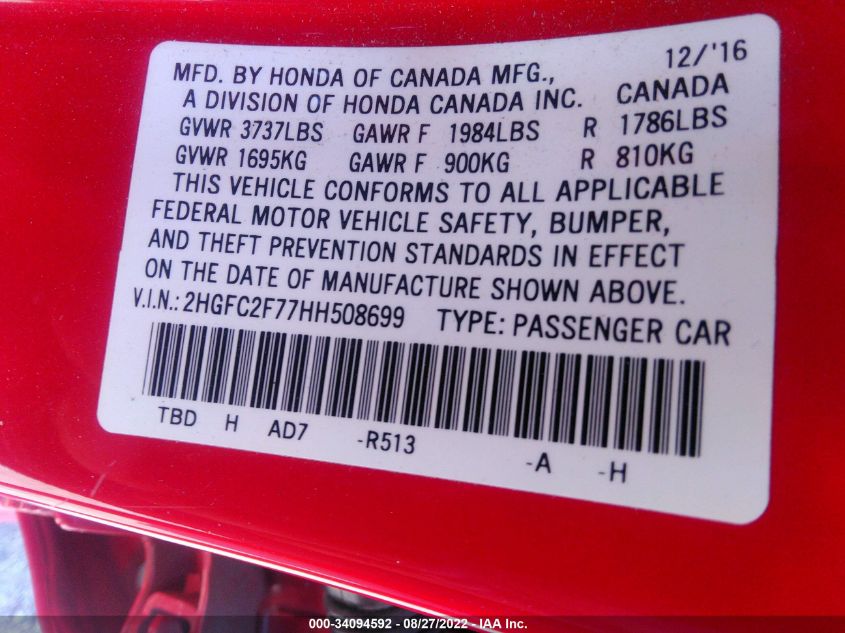 12/'16
MFD. BY HONDA OF CANADA MFG.,
A DIVISION OF HONDA CANADA INC. CANADA
GVWR 3737LBS GAWR F 1984LBS R 1786LBS
GVWR 1695KG GAWR F 900KG R 810KG
THIS VEHICLE CONFORMS TO ALL APPLICABLE
FEDERAL MOTOR VEHICLE SAFETY, BUMPER,
AND THEFT PREVENTION STANDARDS IN EFFECT
ON THE DATE OF MANUFACTURE SHOWN ABOVE.
V.I.N.: 2HGFC2F77HH508699 TYPE: PASSENGER CAR
TBD H AD7 -R513 -A -H
000-34094592 - 08/27/2022 - IAA Inc.